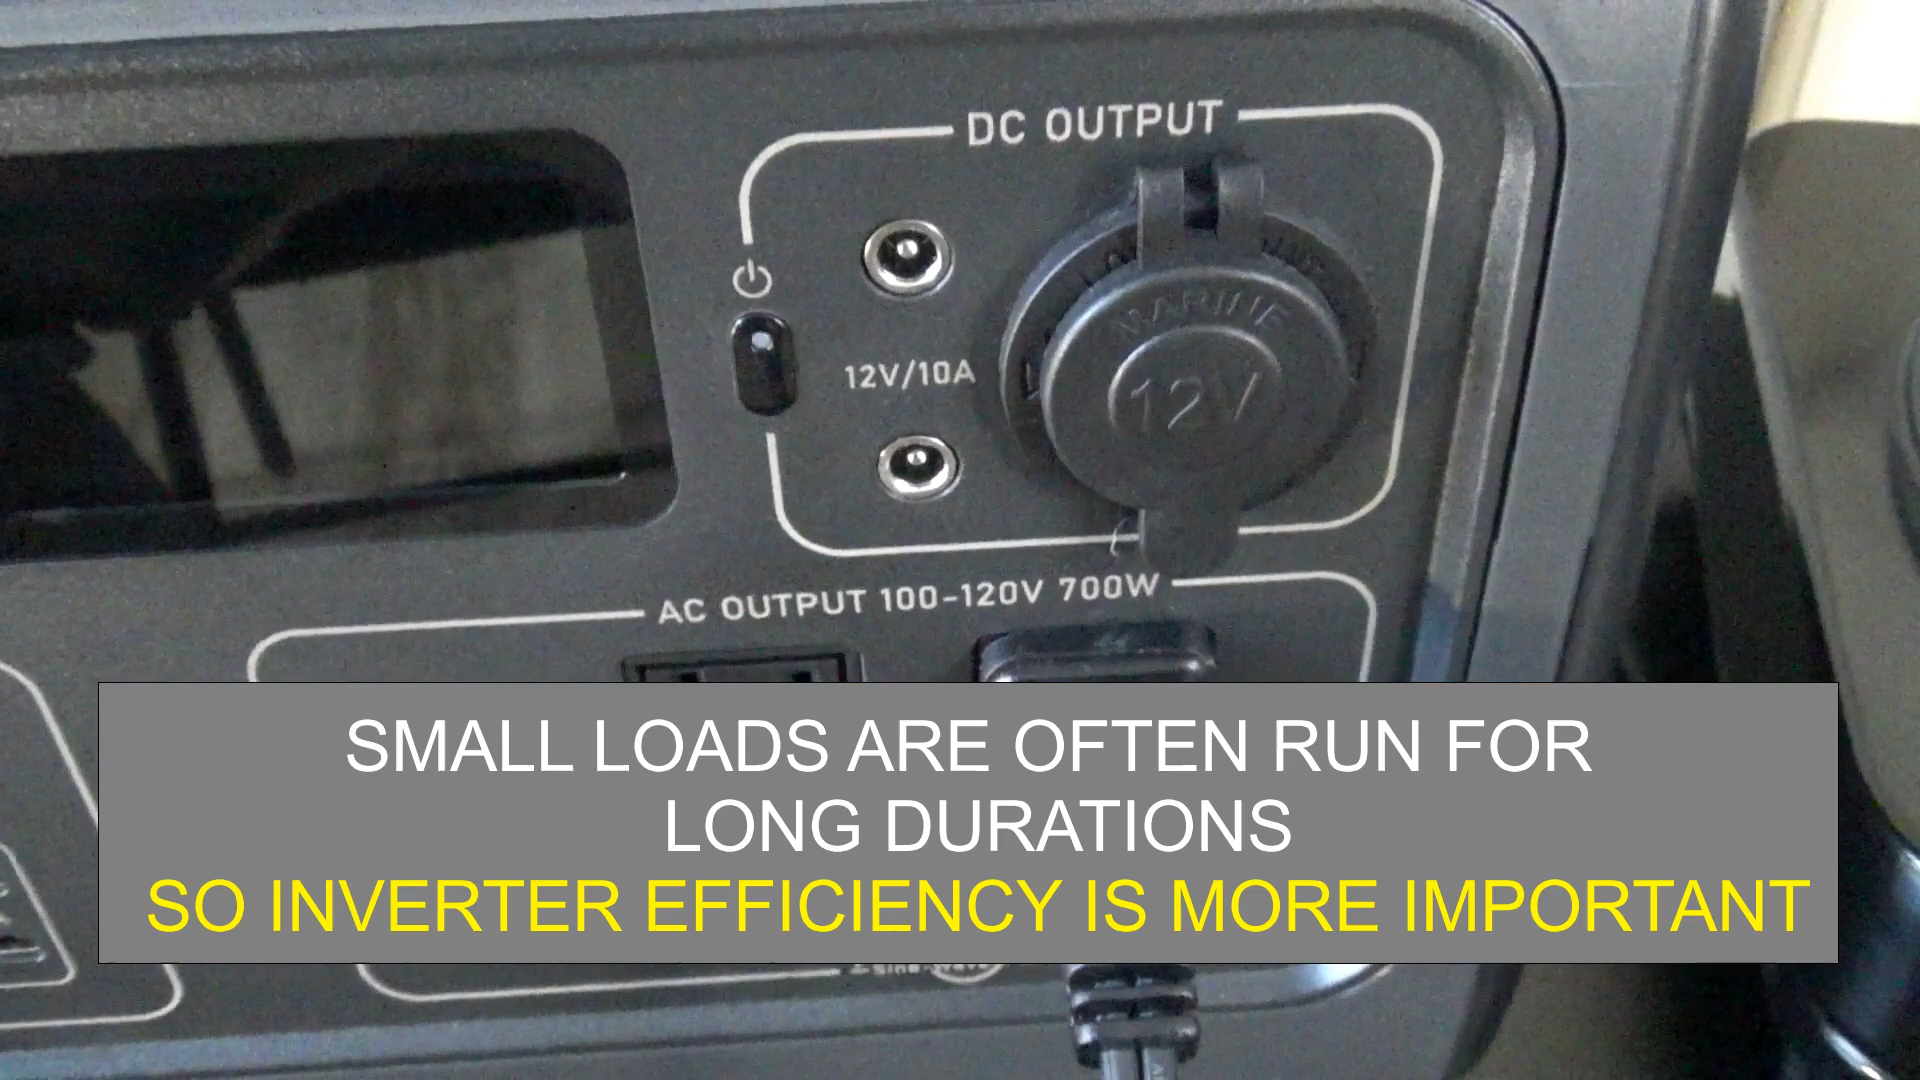 DC OUTPUT
MARINE
12V/10A
12V
AC OUTPUT 100-120V 700W
SMALL LOADS ARE OFTEN RUN FOR
LONG DURATIONS
SO INVERTER EFFICIENCY IS MORE IMPORTANT